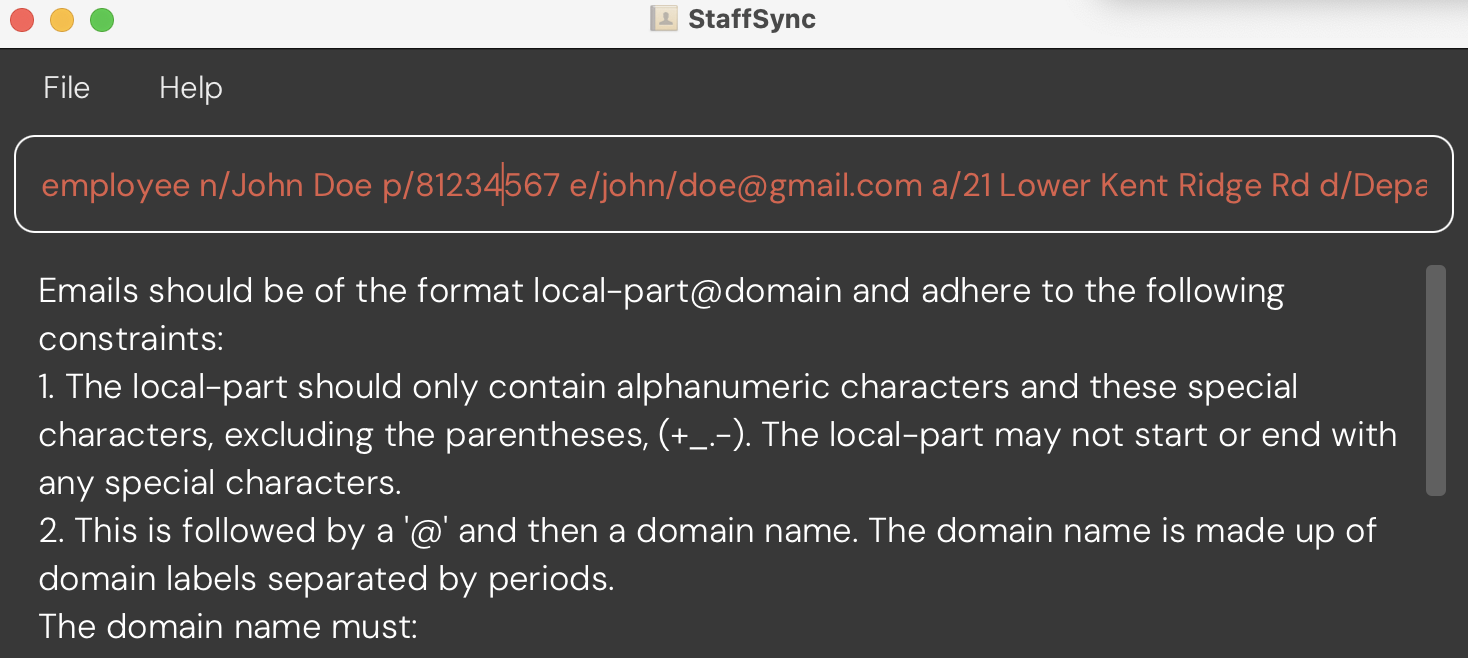 StaffSync
File Help
employee n/John Doe p/81234567 e/john/doe@gmail.com a/21 Lower Kent Ridge Rd d/Depa
Emails should be of the format local-part@domain and adhere to the following
constraints:
1. The local-part should only contain alphanumeric characters and these special
characters, excluding the parentheses, (+_.-). The local-part may not start or end with
any special characters.
2. This is followed by a '@' and then a domain name. The domain name is made up of
domain labels separated by periods.
The domain name must: